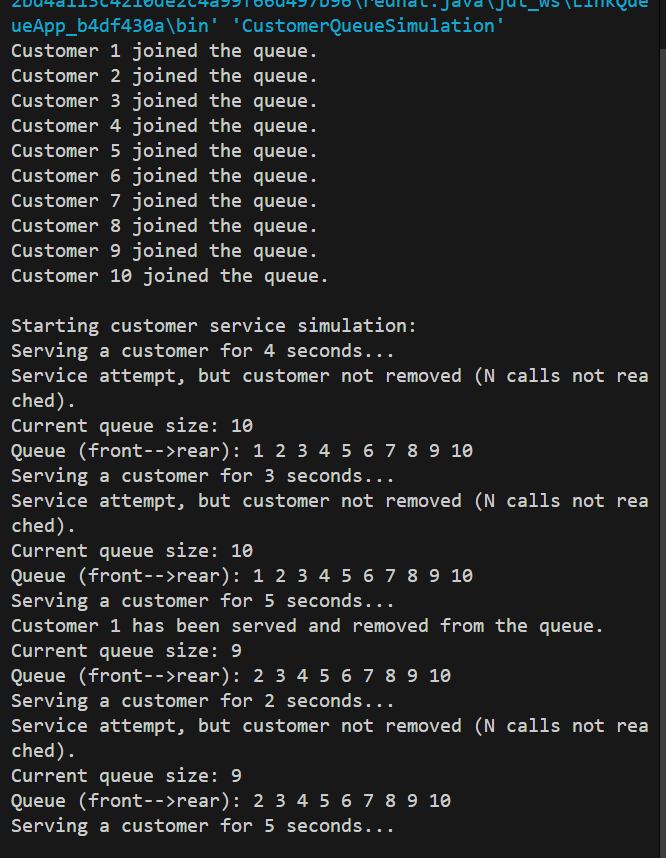 ueApp_b4df430a\bin' 'CustomerQueueSimulation'
Customer 1 joined the queue.
Customer 2 joined the queue.
Customer 3 joined the queue.
Customer 4 joined the queue.
Customer 5 joined the queue.
Customer 6 joined the queue.
Customer 7 joined the queue.
Customer 8 joined the queue.
Customer 9 joined the queue.
Customer 10 joined the queue.
Starting customer service simulation:
Serving a customer for 4 seconds...
Service attempt, but customer not removed (N calls not rea
ched).
Current queue size: 10
Queue (front-->rear): 1 2 3 4 5 6 7 8 9 10
Serving a customer for 3 seconds...
Service attempt, but customer not removed (N calls not rea
ched).
Current queue size: 10
Queue (front-->rear): 1 2 3 4 5 6 7 8 9 10
Serving a customer for 5 seconds...
Customer 1 has been served and removed from the queue.
Current queue size: 9
Queue (front-->rear): 2 3 4 5 6 7 8 9 10
Serving a customer for 2 seconds...
Service attempt, but customer not removed (N calls not rea
ched).
Current queue size: 9
Queue (front-->rear): 2 3 4 5 6 7 8 9 10
Serving a customer for 5 seconds...